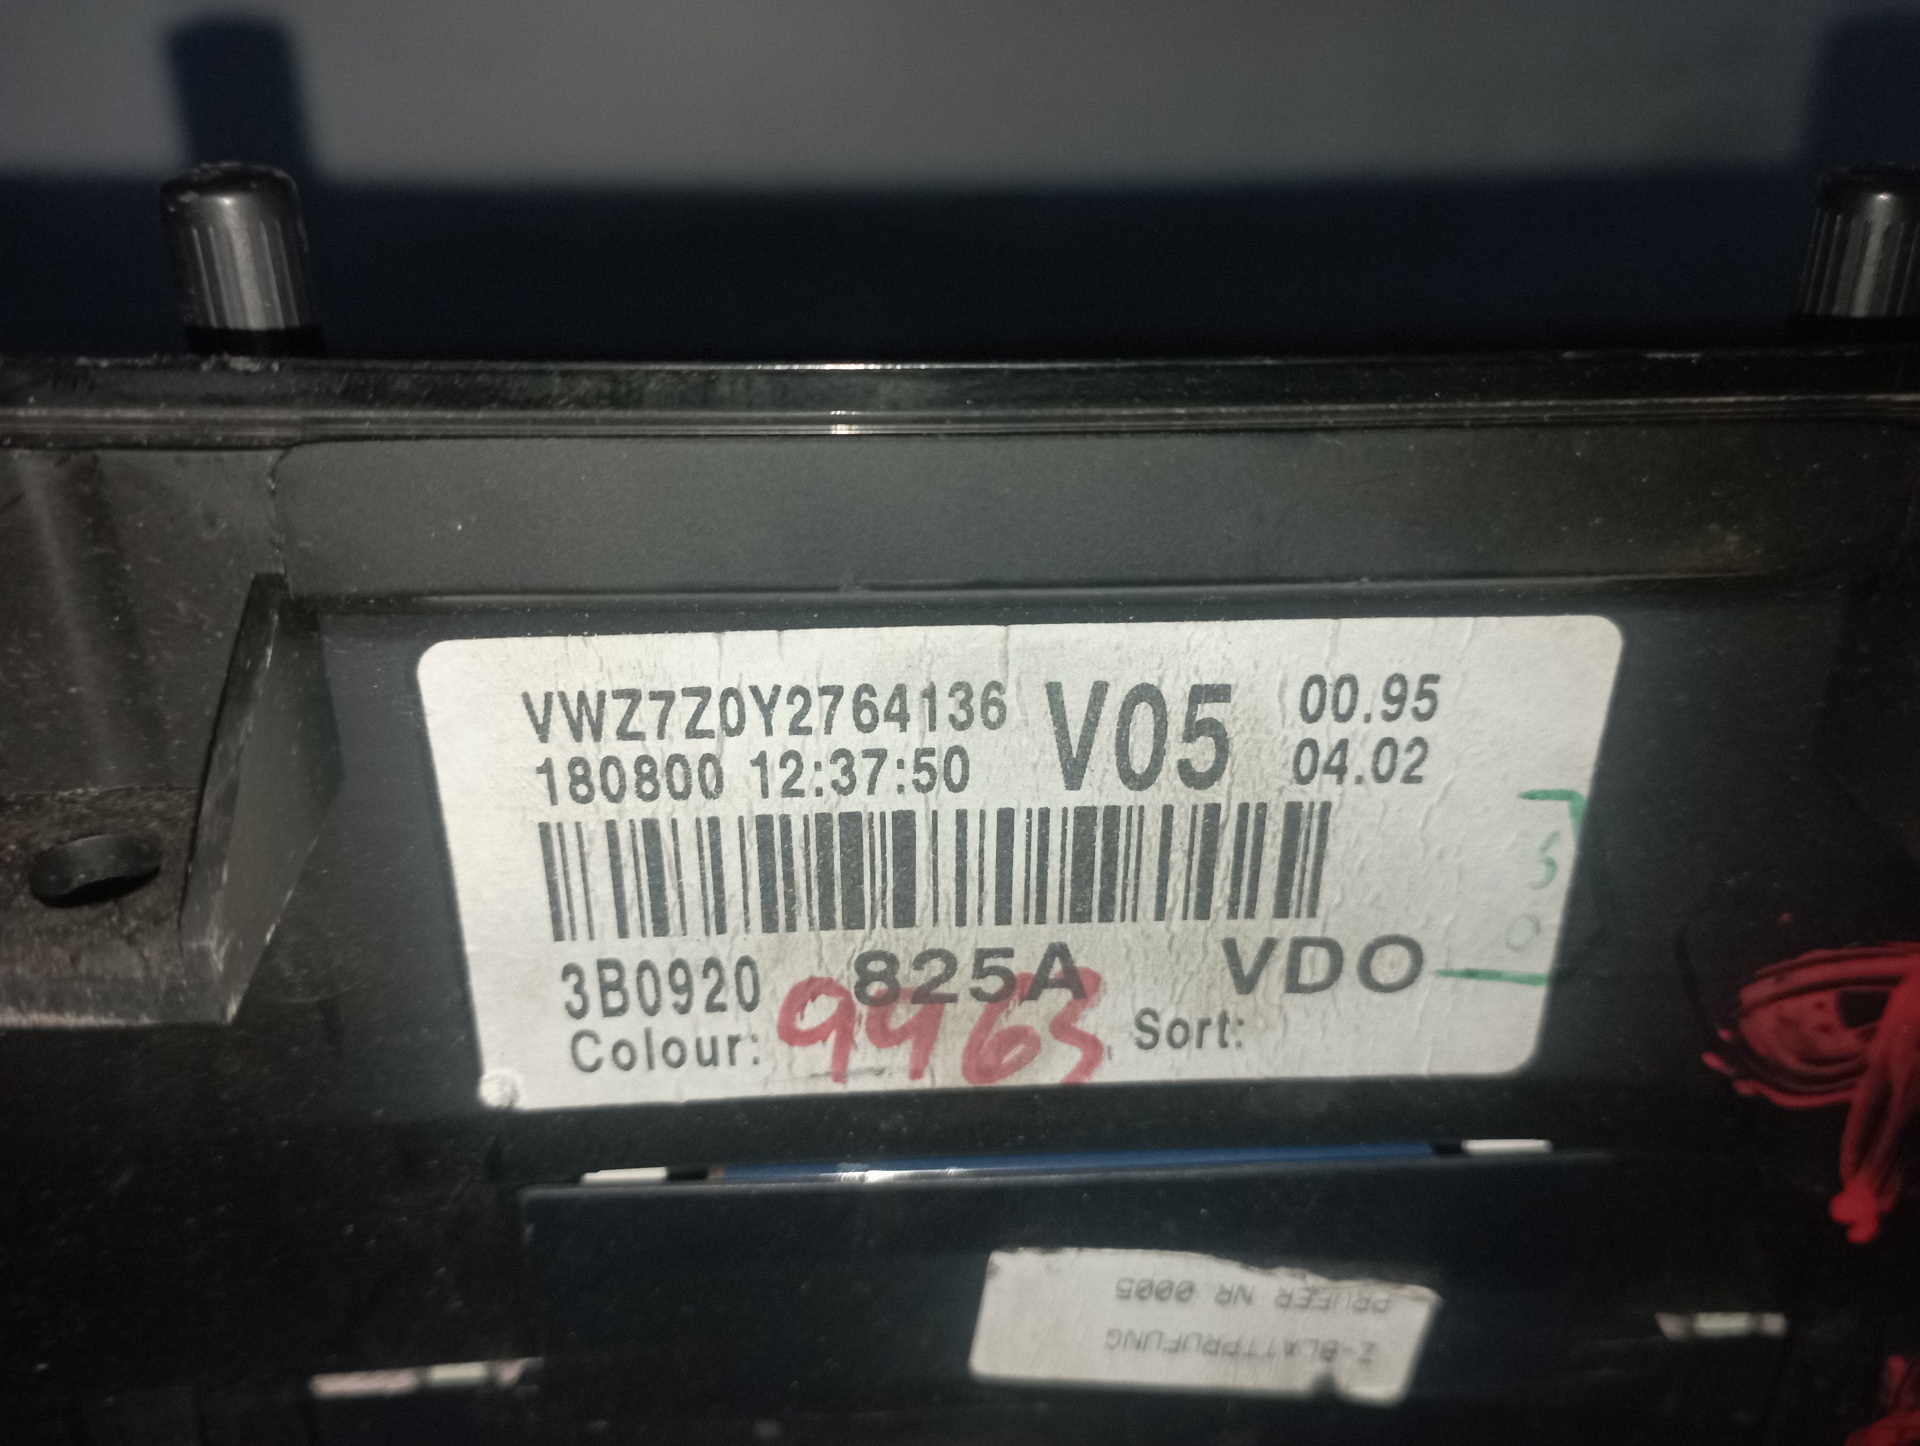 VWZ7Z0Y2764136 V05 00.95
180800 12:37:50 04.02
3B0920 825A VDO
Colour: 9963 Sort:
Z-BLATTPRUFUNG
PRUFER NR 0005